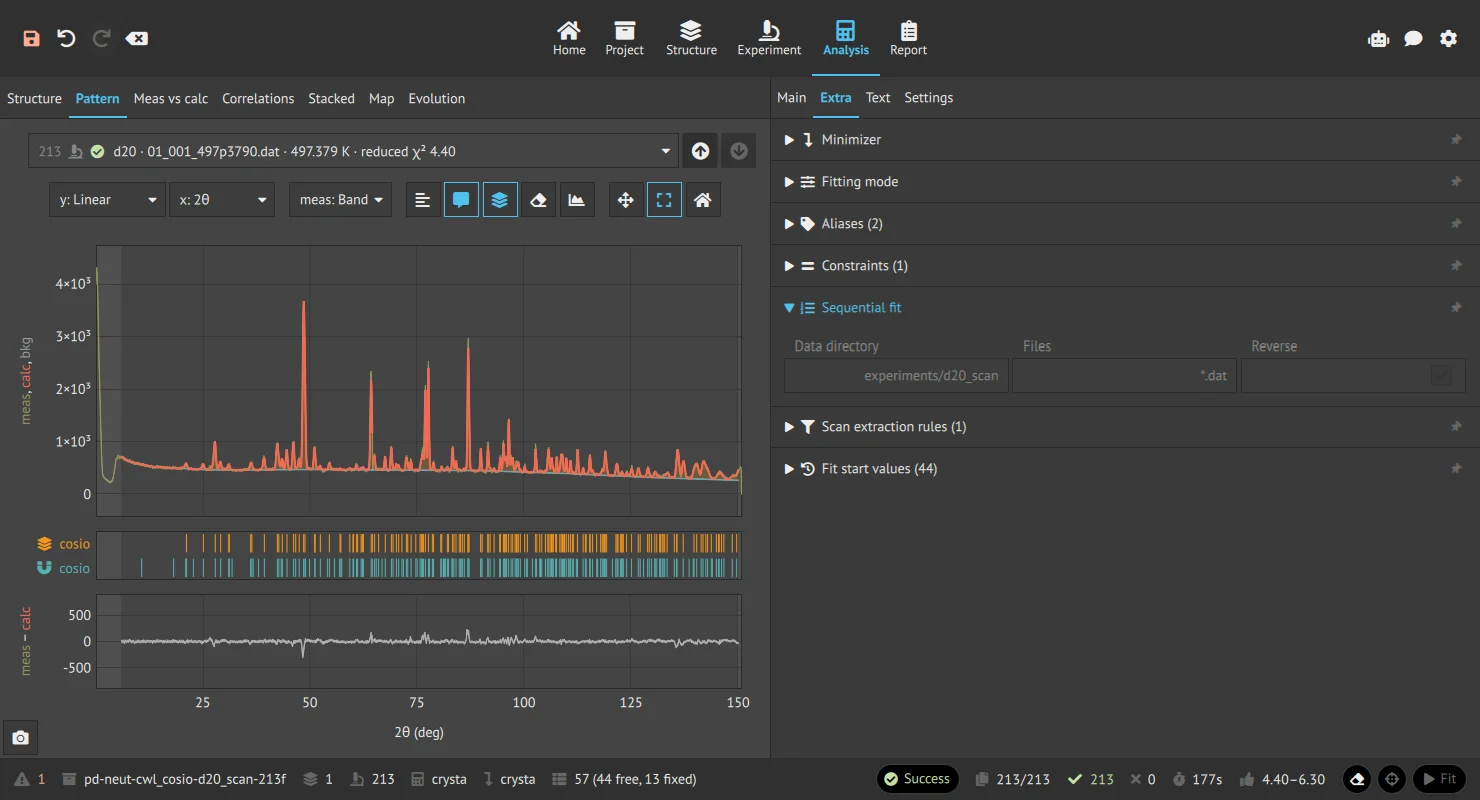 Home
Project
Structure
Experiment
Analysis
Report
Structure
Pattern
Meas vs calc
Correlations
Stacked
Map
Evolution
Main
Extra
Text
Settings
213 d20 · 01_001_497p3790.dat · 497.379 K · reduced χ² 4.40
y: Linear
x: 2θ
meas: Band
4×10³
3×10³
2×10³
1×10³
0
meas, calc, bkg
cosio
cosio
500
0
-500
meas − calc
25
50
75
100
125
150
2θ (deg)
Minimizer
Fitting mode
Aliases (2)
Constraints (1)
Sequential fit
Data directory
Files
Reverse
experiments/d20_scan
*.dat
Scan extraction rules (1)
Fit start values (44)
1
pd-neut-cwl_cosio-d20_scan-213f
1
213
crysta
crysta
57 (44 free, 13 fixed)
Success
213/213
213
0
177s
4.40–6.30
Fit